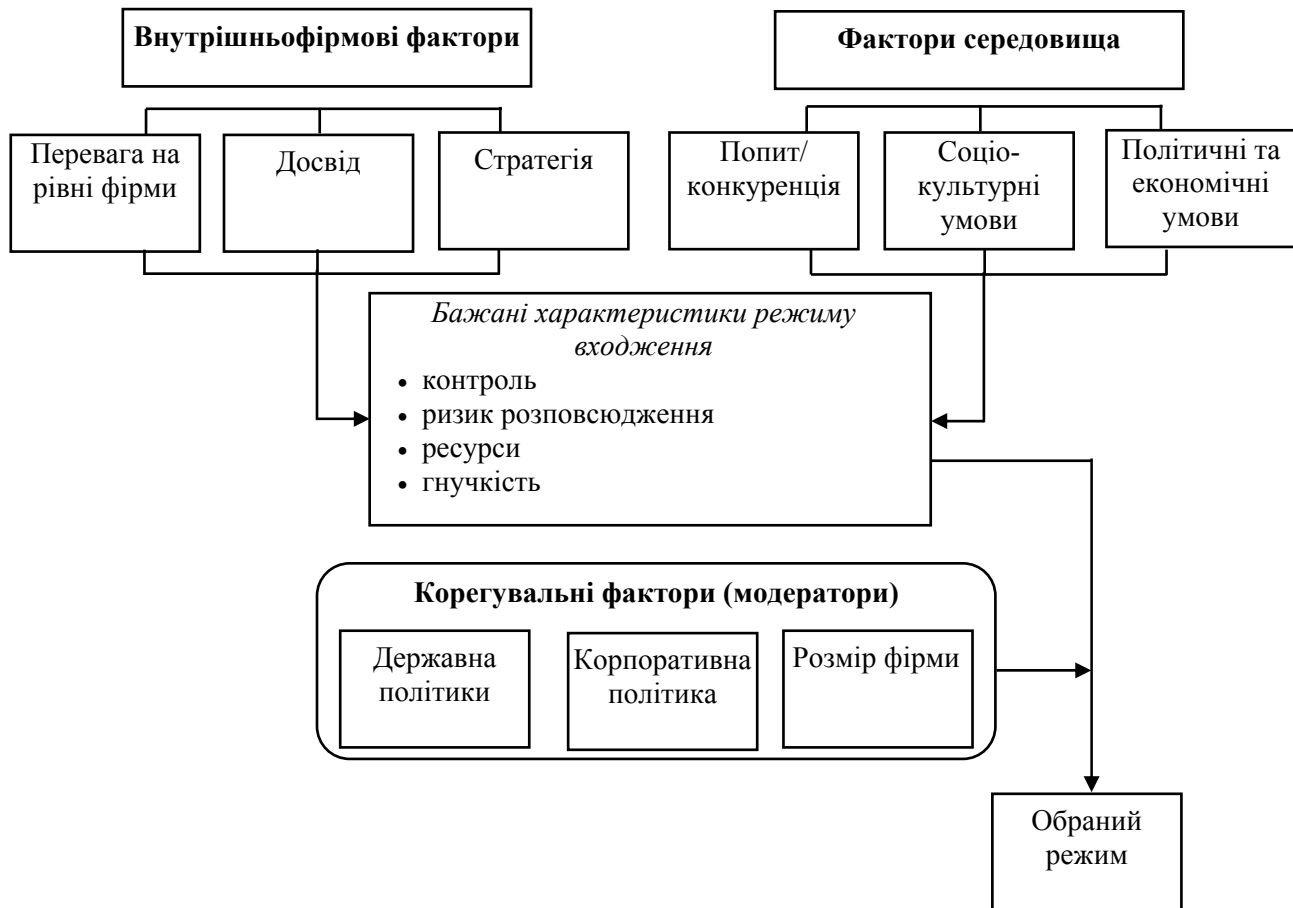 Внутрішньофірмові фактори
Фактори середовища
Перевага на
рівні фірми
Досвід
Стратегія
Попит/
конкуренція
Соціо-
культурні
умови
Політичні та
економічні
умови
Бажані характеристики режиму
входження
• контроль
• ризик розповсюдження
• ресурси
• гнучкість
Корегувальні фактори (модератори)
Державна
політики
Корпоративна
політика
Розмір фірми
Обраний
режим